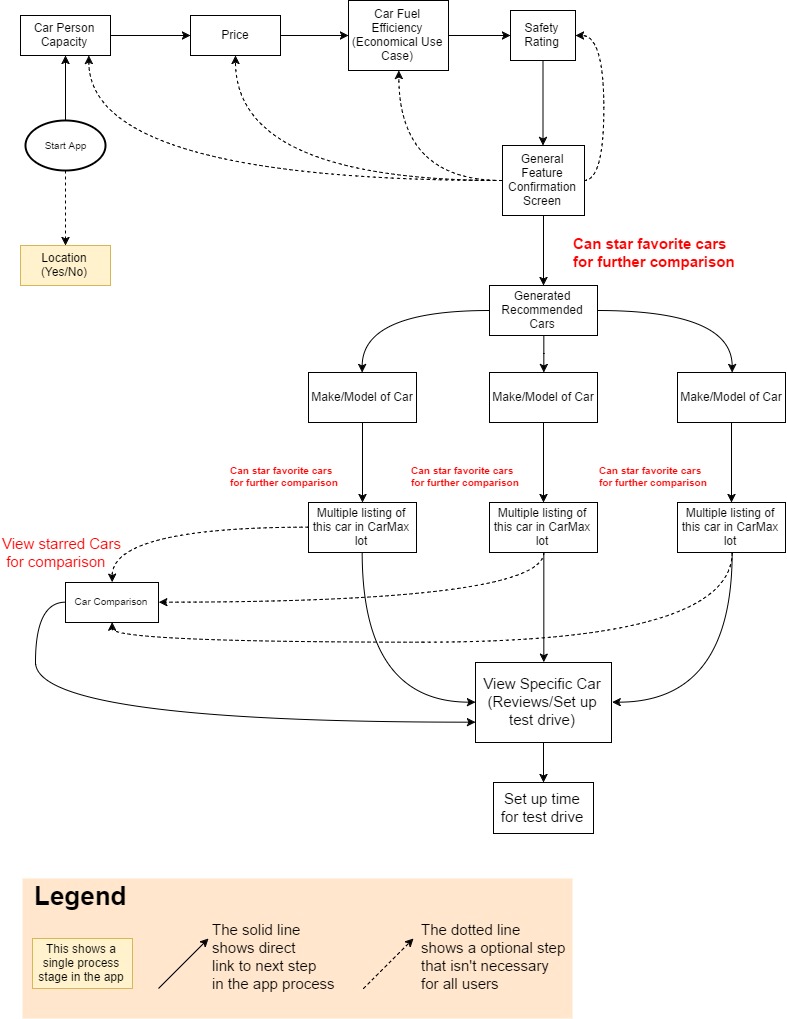 Car Person
Capacity
Price
Car Fuel
Efficiency
(Economical Use
Case)
Safety
Rating
Start App
General
Feature
Confirmation
Screen
Location
(Yes/No)
Can star favorite cars
for further comparison
Generated
Recommended
Cars
Make/Model of Car
Make/Model of Car
Make/Model of Car
Can star favorite cars
for further comparison
Can star favorite cars
for further comparison
Can star favorite cars
for further comparison
Multiple listing of
this car in CarMax
lot
Multiple listing of
this car in CarMax
lot
Multiple listing of
this car in CarMax
lot
View starred Cars
for comparison
Car Comparison
View Specific Car
(Reviews/Set up
test drive)
Set up time
for test drive
Legend
This shows a
single process
stage in the app
The solid line
shows direct
link to next step
in the app process
The dotted line
shows a optional step
that isn't necessary
for all users